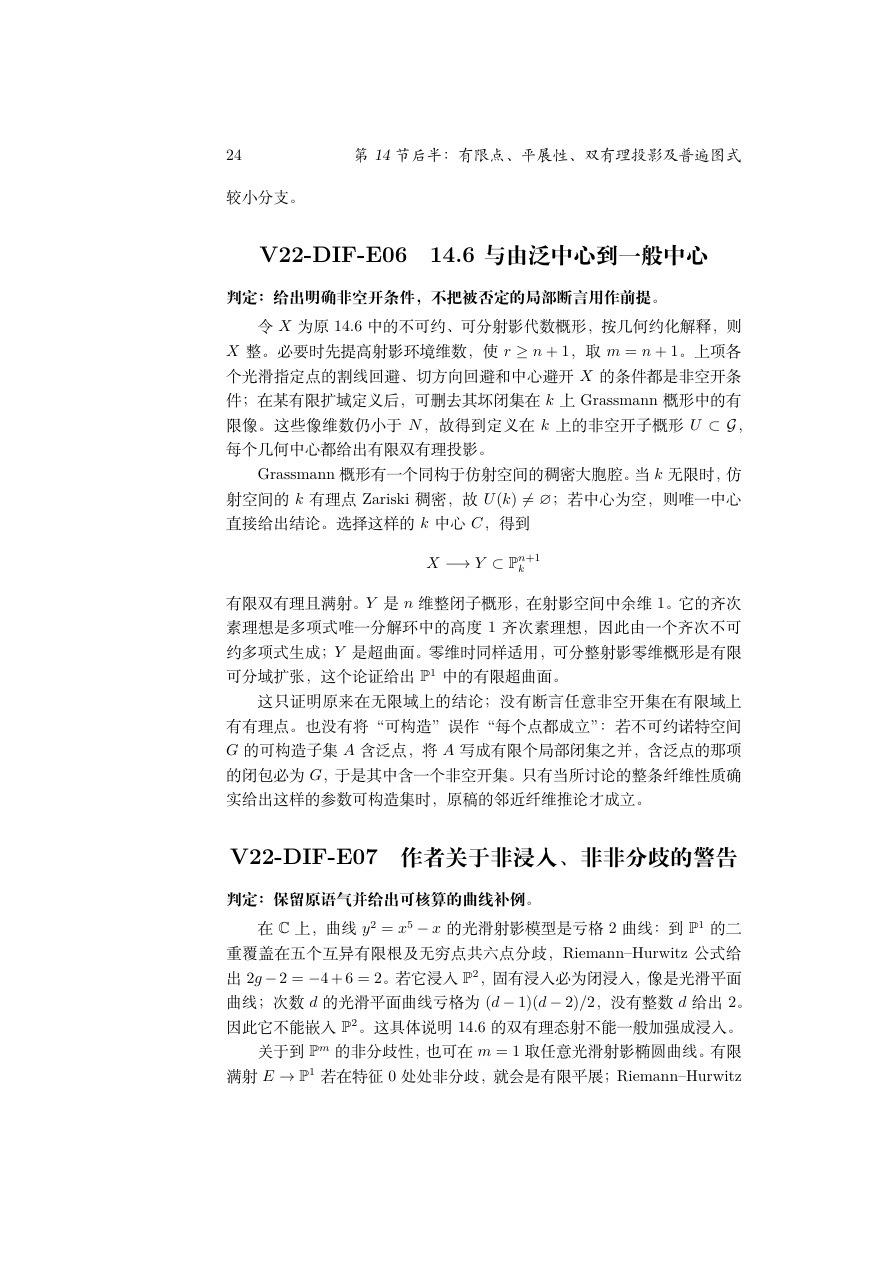 24 第 14 节后半：有限点、平展性、双有理投影及普遍图式
较小分支。
V22-DIF-E06 14.6 与由泛中心到一般中心
判定：给出明确非空开条件，不把被否定的局部断言用作前提。
令 X 为原 14.6 中的不可约、可分射影代数概形，按几何约化解释，则
X 整。必要时先提高射影环境维数，使 r ≥ n + 1，取 m = n + 1。上项各
个光滑指定点的割线回避、切方向回避和中心避开 X 的条件都是非空开条
件；在某有限扩域定义后，可删去其坏闭集在 k 上 Grassmann 概形中的有
限像。这些像维数仍小于 N，故得到定义在 k 上的非空开子概形 U ⊂ 𝒢，
每个几何中心都给出有限双有理投影。
Grassmann 概形有一个同构于仿射空间的稠密大胞腔。当 k 无限时，仿
射空间的 k 有理点 Zariski 稠密，故 U(k) ≠ ∅；若中心为空，则唯一中心
直接给出结论。选择这样的 k 中心 C，得到
X ⟶ Y ⊂ ℙₖⁿ⁺¹
有限双有理且满射。Y 是 n 维整闭子概形，在射影空间中余维 1。它的齐次
素理想是多项式唯一分解环中的高度 1 齐次素理想，因此由一个齐次不可
约多项式生成；Y 是超曲面。零维时同样适用，可分整射影零维概形是有限
可分域扩张，这个论证给出 ℙ¹ 中的有限超曲面。
这只证明原来在无限域上的结论；没有断言任意非空开集在有限域上
有有理点。也没有将“可构造”误作“每个点都成立”：若不可约诺特空间
G 的可构造子集 A 含泛点，将 A 写成有限个局部闭集之并，含泛点的那项
的闭包必为 G，于是其中含一个非空开集。只有当所讨论的整条纤维性质确
实给出这样的参数可构造集时，原稿的邻近纤维推论才成立。
V22-DIF-E07 作者关于非浸入、非非分歧的警告
判定：保留原语气并给出可核算的曲线补例。
在 ℂ 上，曲线 y² = x⁵ − x 的光滑射影模型是亏格 2 曲线：到 ℙ¹ 的二
重覆盖在五个互异有限根及无穷点共六点分歧，Riemann–Hurwitz 公式给
出 2g − 2 = −4 + 6 = 2。若它浸入 ℙ²，固有浸入必为闭浸入，像是光滑平面
曲线；次数 d 的光滑平面曲线亏格为 (d − 1)(d − 2)/2，没有整数 d 给出 2。
因此它不能嵌入 ℙ²。这具体说明 14.6 的双有理态射不能一般加强成浸入。
关于到 ℙᵐ 的非分歧性，也可在 m = 1 取任意光滑射影椭圆曲线。有限
满射 E → ℙ¹ 若在特征 0 处处非分歧，就会是有限平展；Riemann–Hurwitz